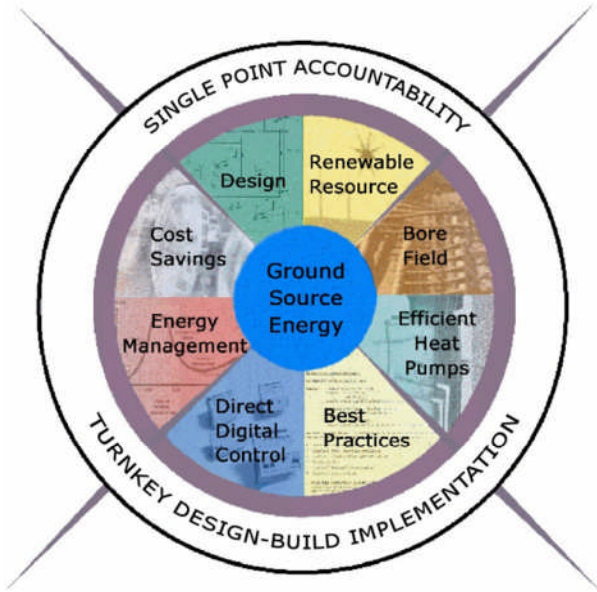 SINGLE POINT ACCOUNTABILITY
Design
Renewable
Resource
Cost
Savings
Bore
Field
Ground
Source
Energy
Energy
Management
Efficient
Heat
Pumps
Direct
Digital
Control
Best
Practices
TURNKEY DESIGN-BUILD IMPLEMENTATION